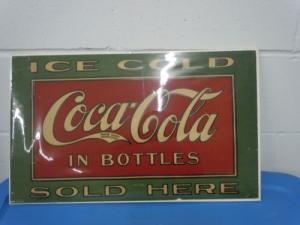 ICE COLD
Coca-Cola
IN BOTTLES
SOLD HERE